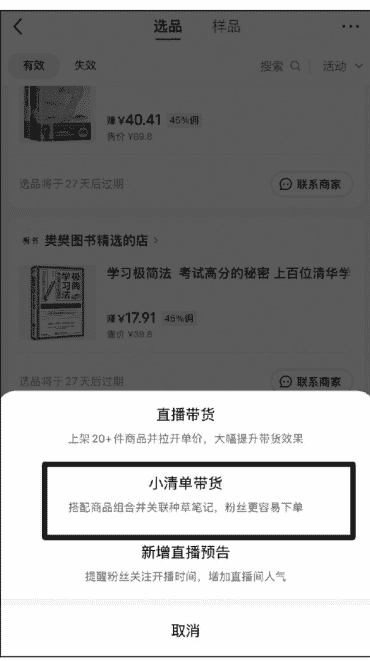 选品 样品
有效 失效 搜索 活动
赚¥40.41 45%佣
售价 ¥89.8
选品将于 27 天后过期 联系商家
樊樊图书精选的店
学习极简法 考试高分的秘密 上百位清华学
赚¥17.91 45%佣
售价 ¥39.8
选品将于 27 天后过期 联系商家
直播带货
上架 20+ 件商品并拉开单价，大幅提升带货效果
小清单带货
搭配商品组合并关联种草笔记，粉丝更容易下单
新增直播预告
提醒粉丝关注开播时间，增加直播间人气
取消